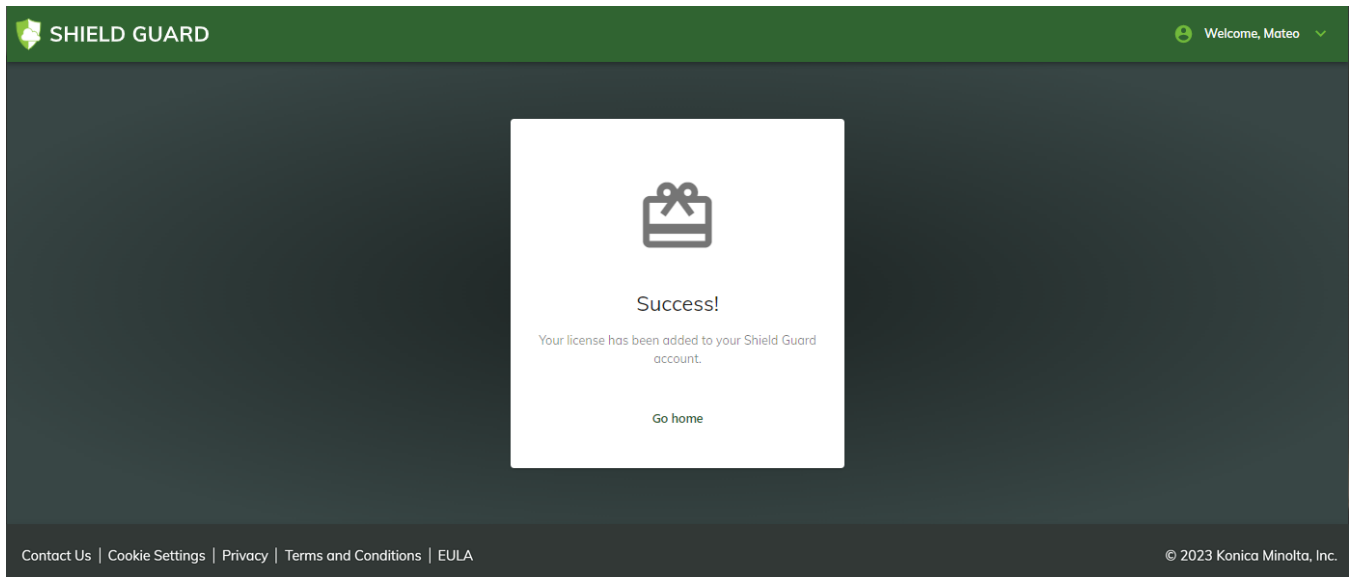 SHIELD GUARD
Welcome, Mateo
Success!
Your license has been added to your Shield Guard
account.
Go home
Contact Us | Cookie Settings | Privacy | Terms and Conditions | EULA
© 2023 Konica Minolta, Inc.